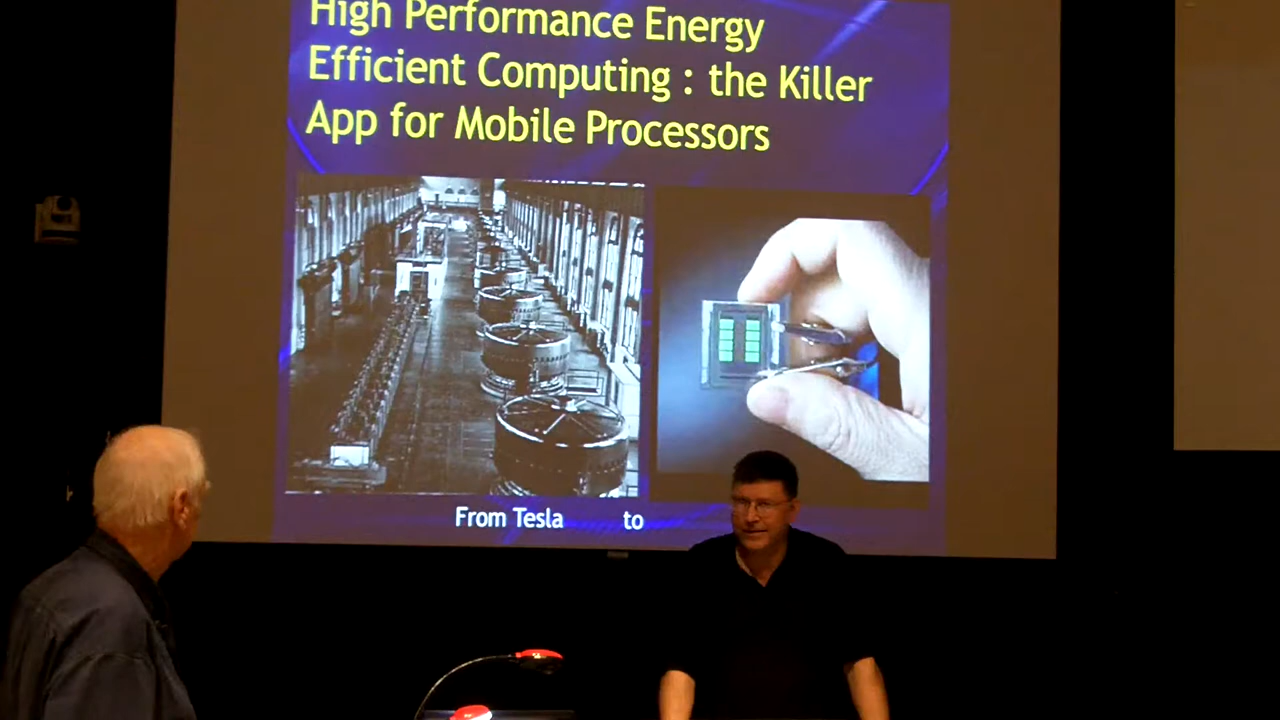 High Performance Energy
Efficient Computing : the Killer
App for Mobile Processors
From Tesla to